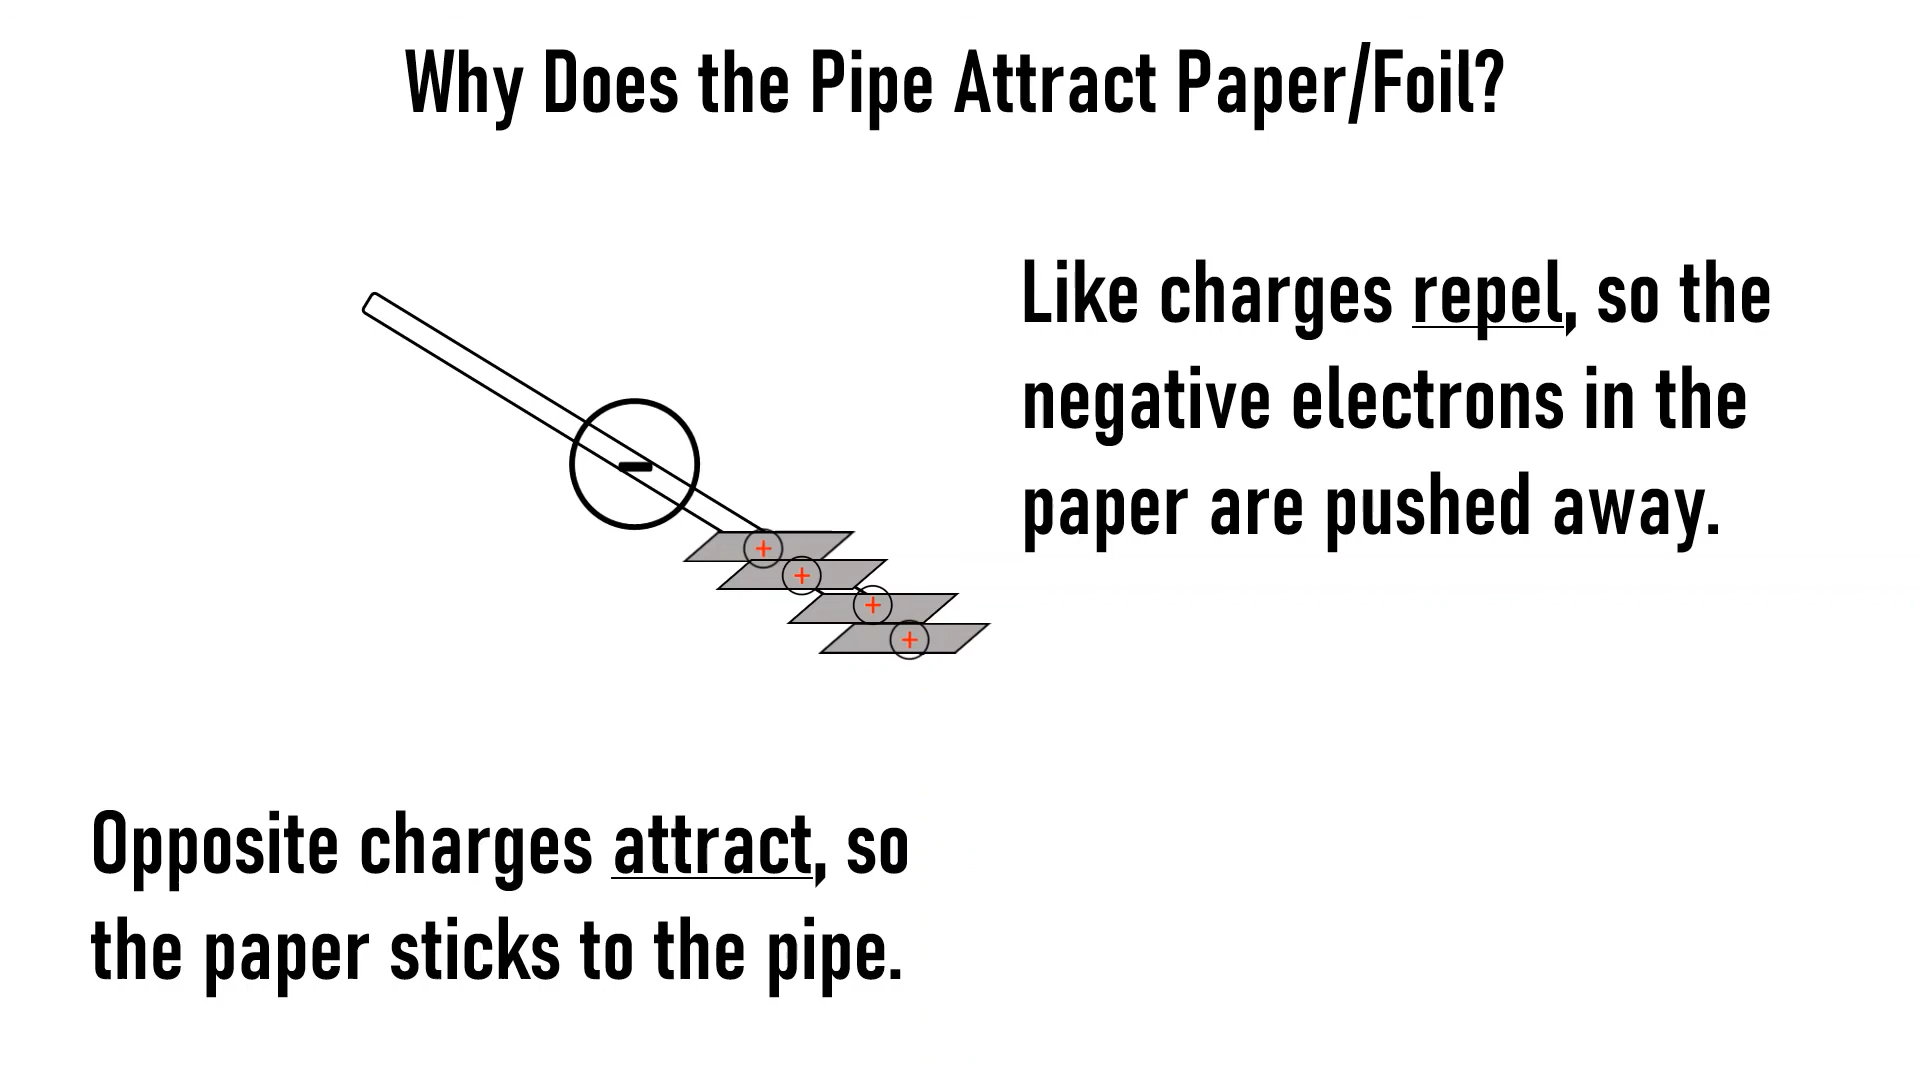 Why Does the Pipe Attract Paper/Foil?
Like charges repel, so the
negative electrons in the
paper are pushed away.
-
+
+
+
+
Opposite charges attract, so
the paper sticks to the pipe.